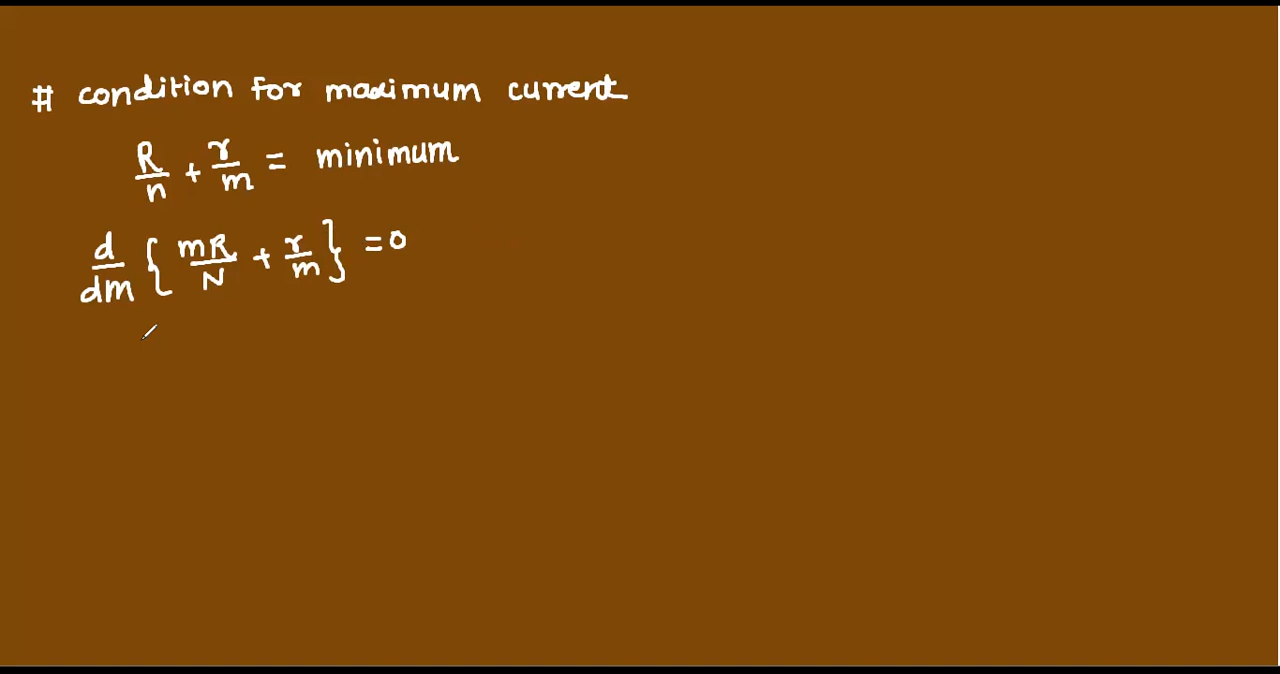 # condition for maximum current
R/n + r/m = minimum
d/dm { mR/N + r/m } = 0